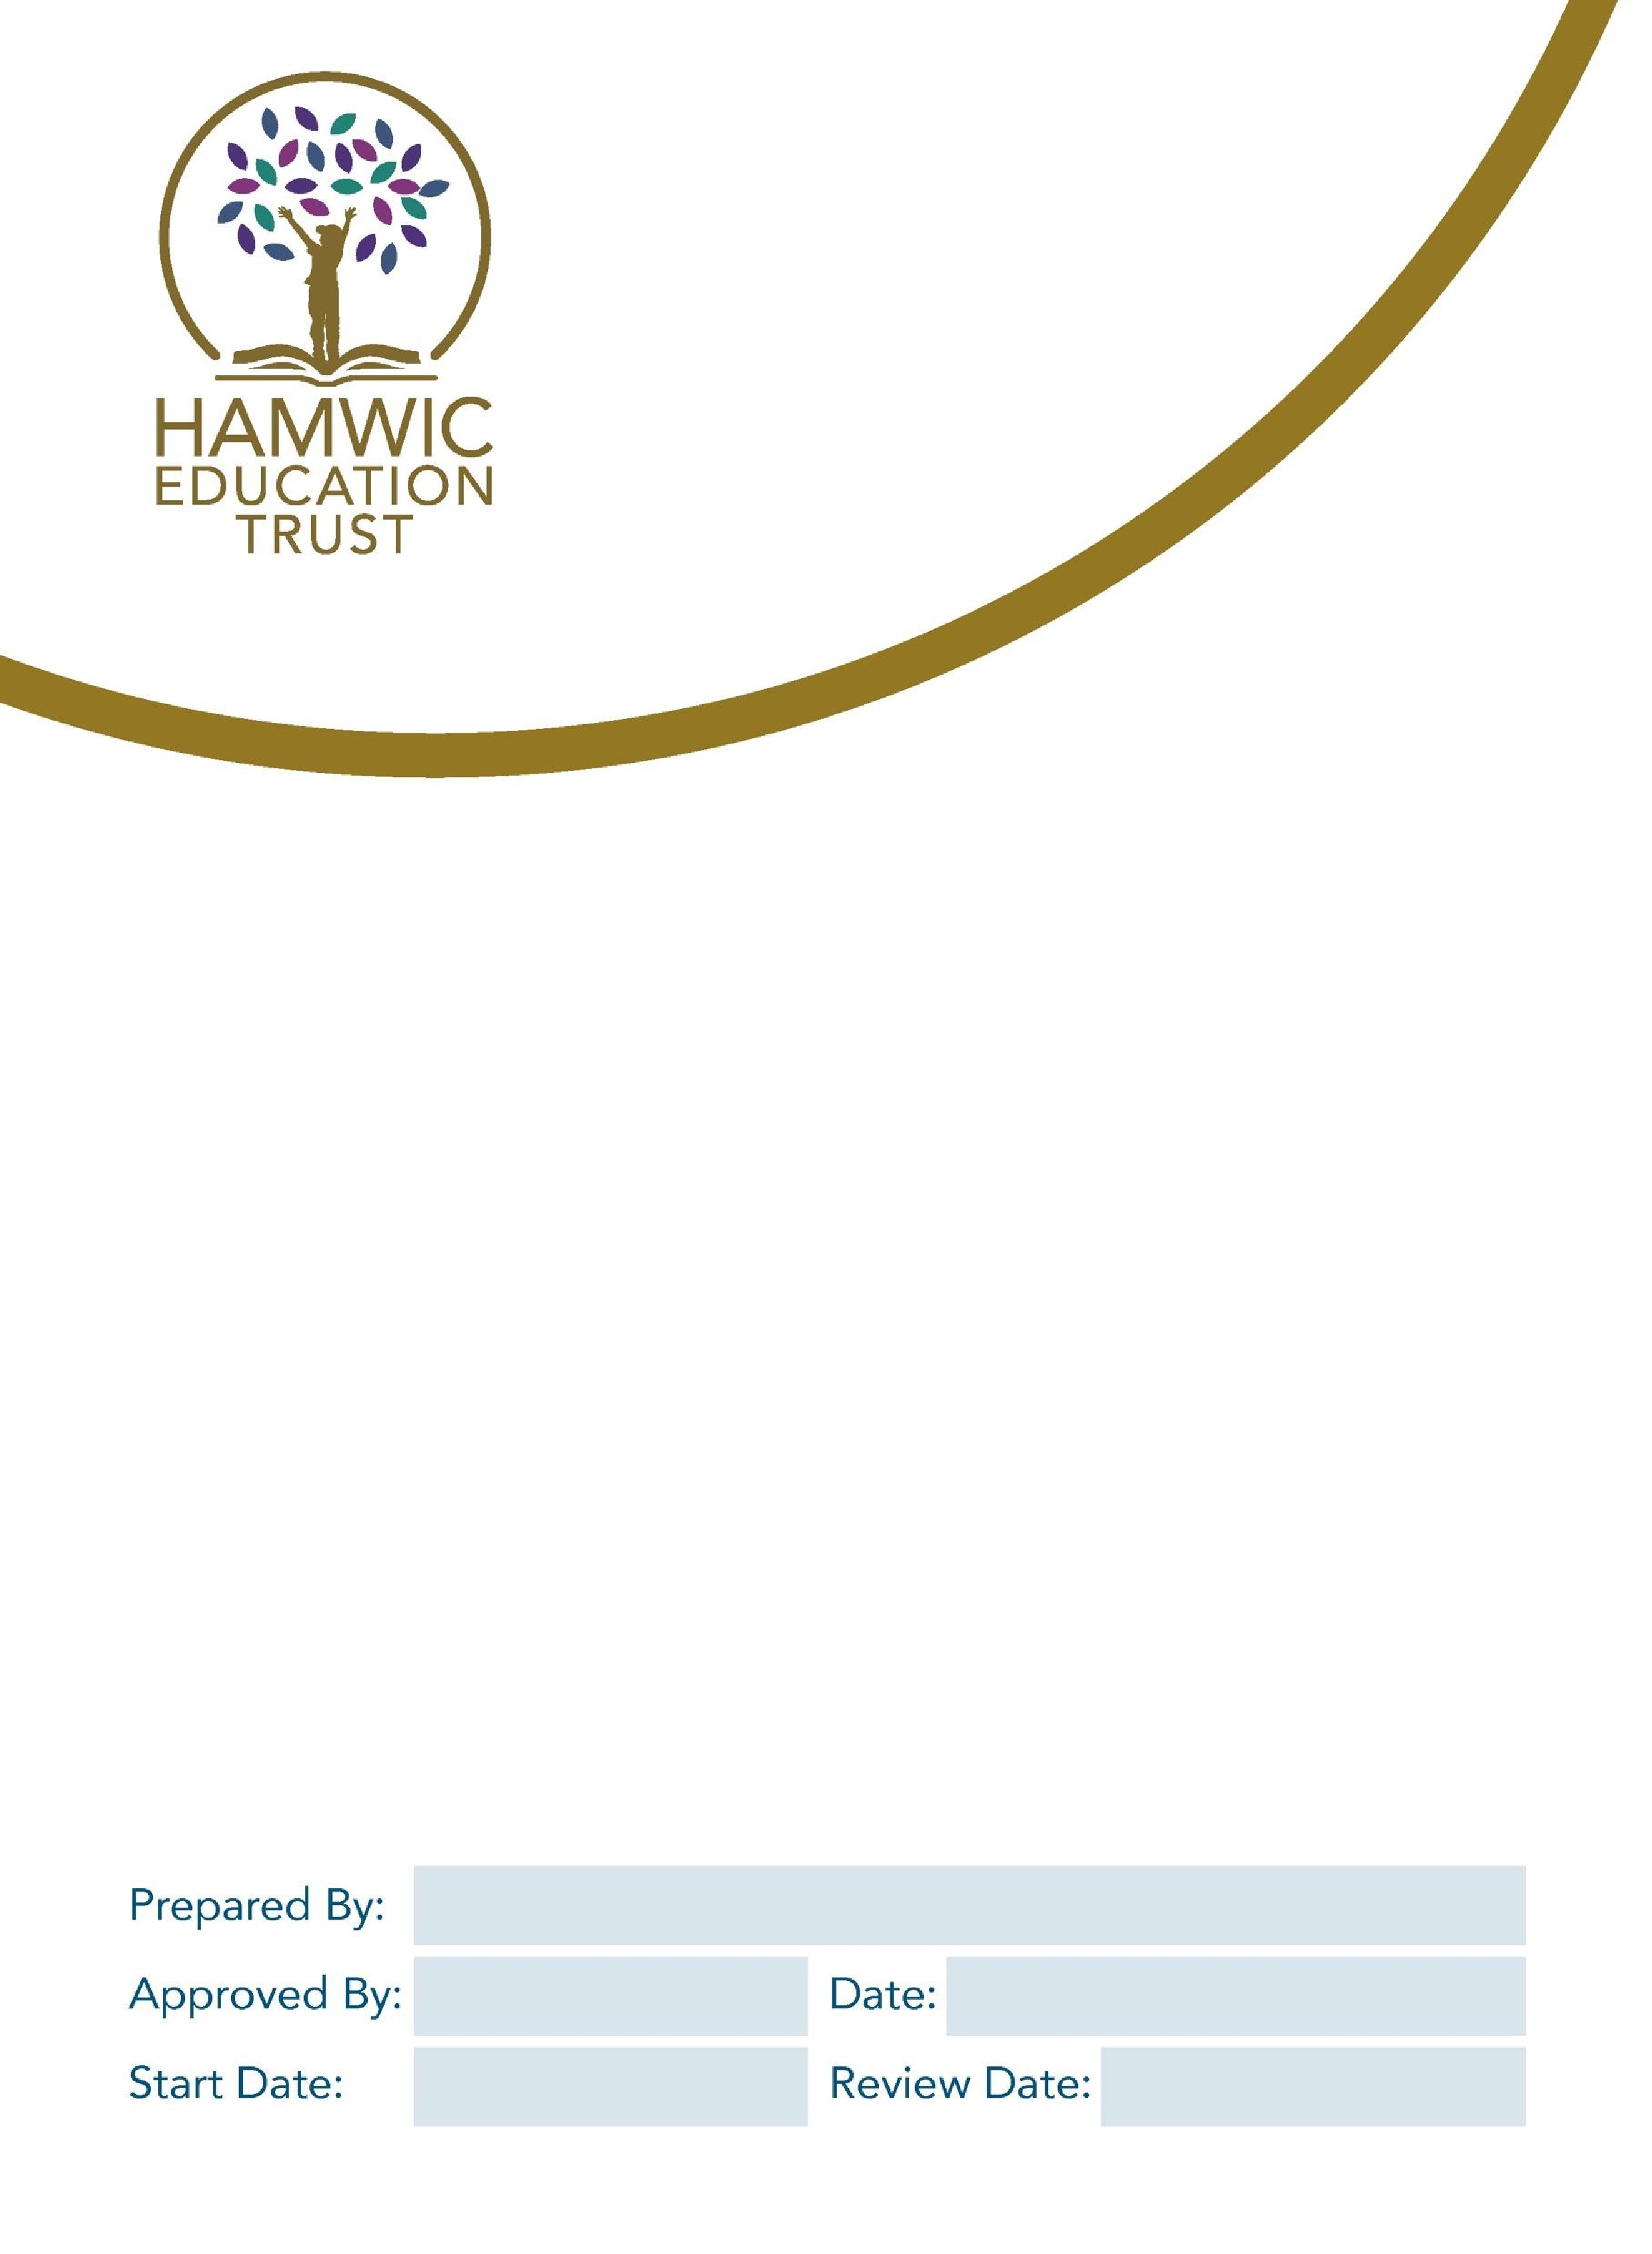 HAMWIC
EDUCATION
TRUST
Prepared By:
Approved By:
Date:
Start Date:
Review Date: